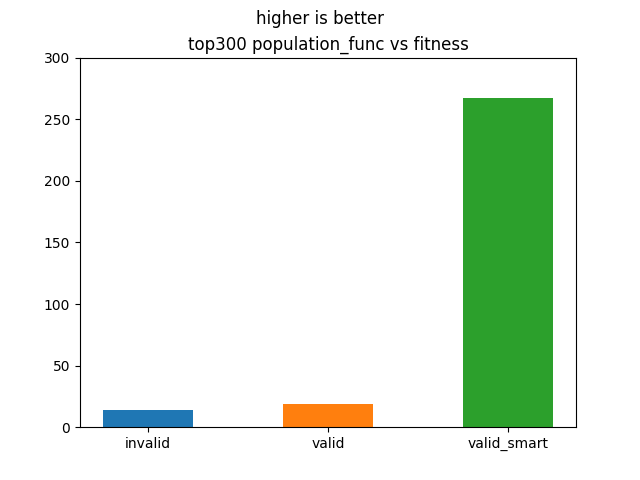 higher is better
top300 population_func vs fitness
300
250
200
150
100
50
0
invalid valid valid_smart